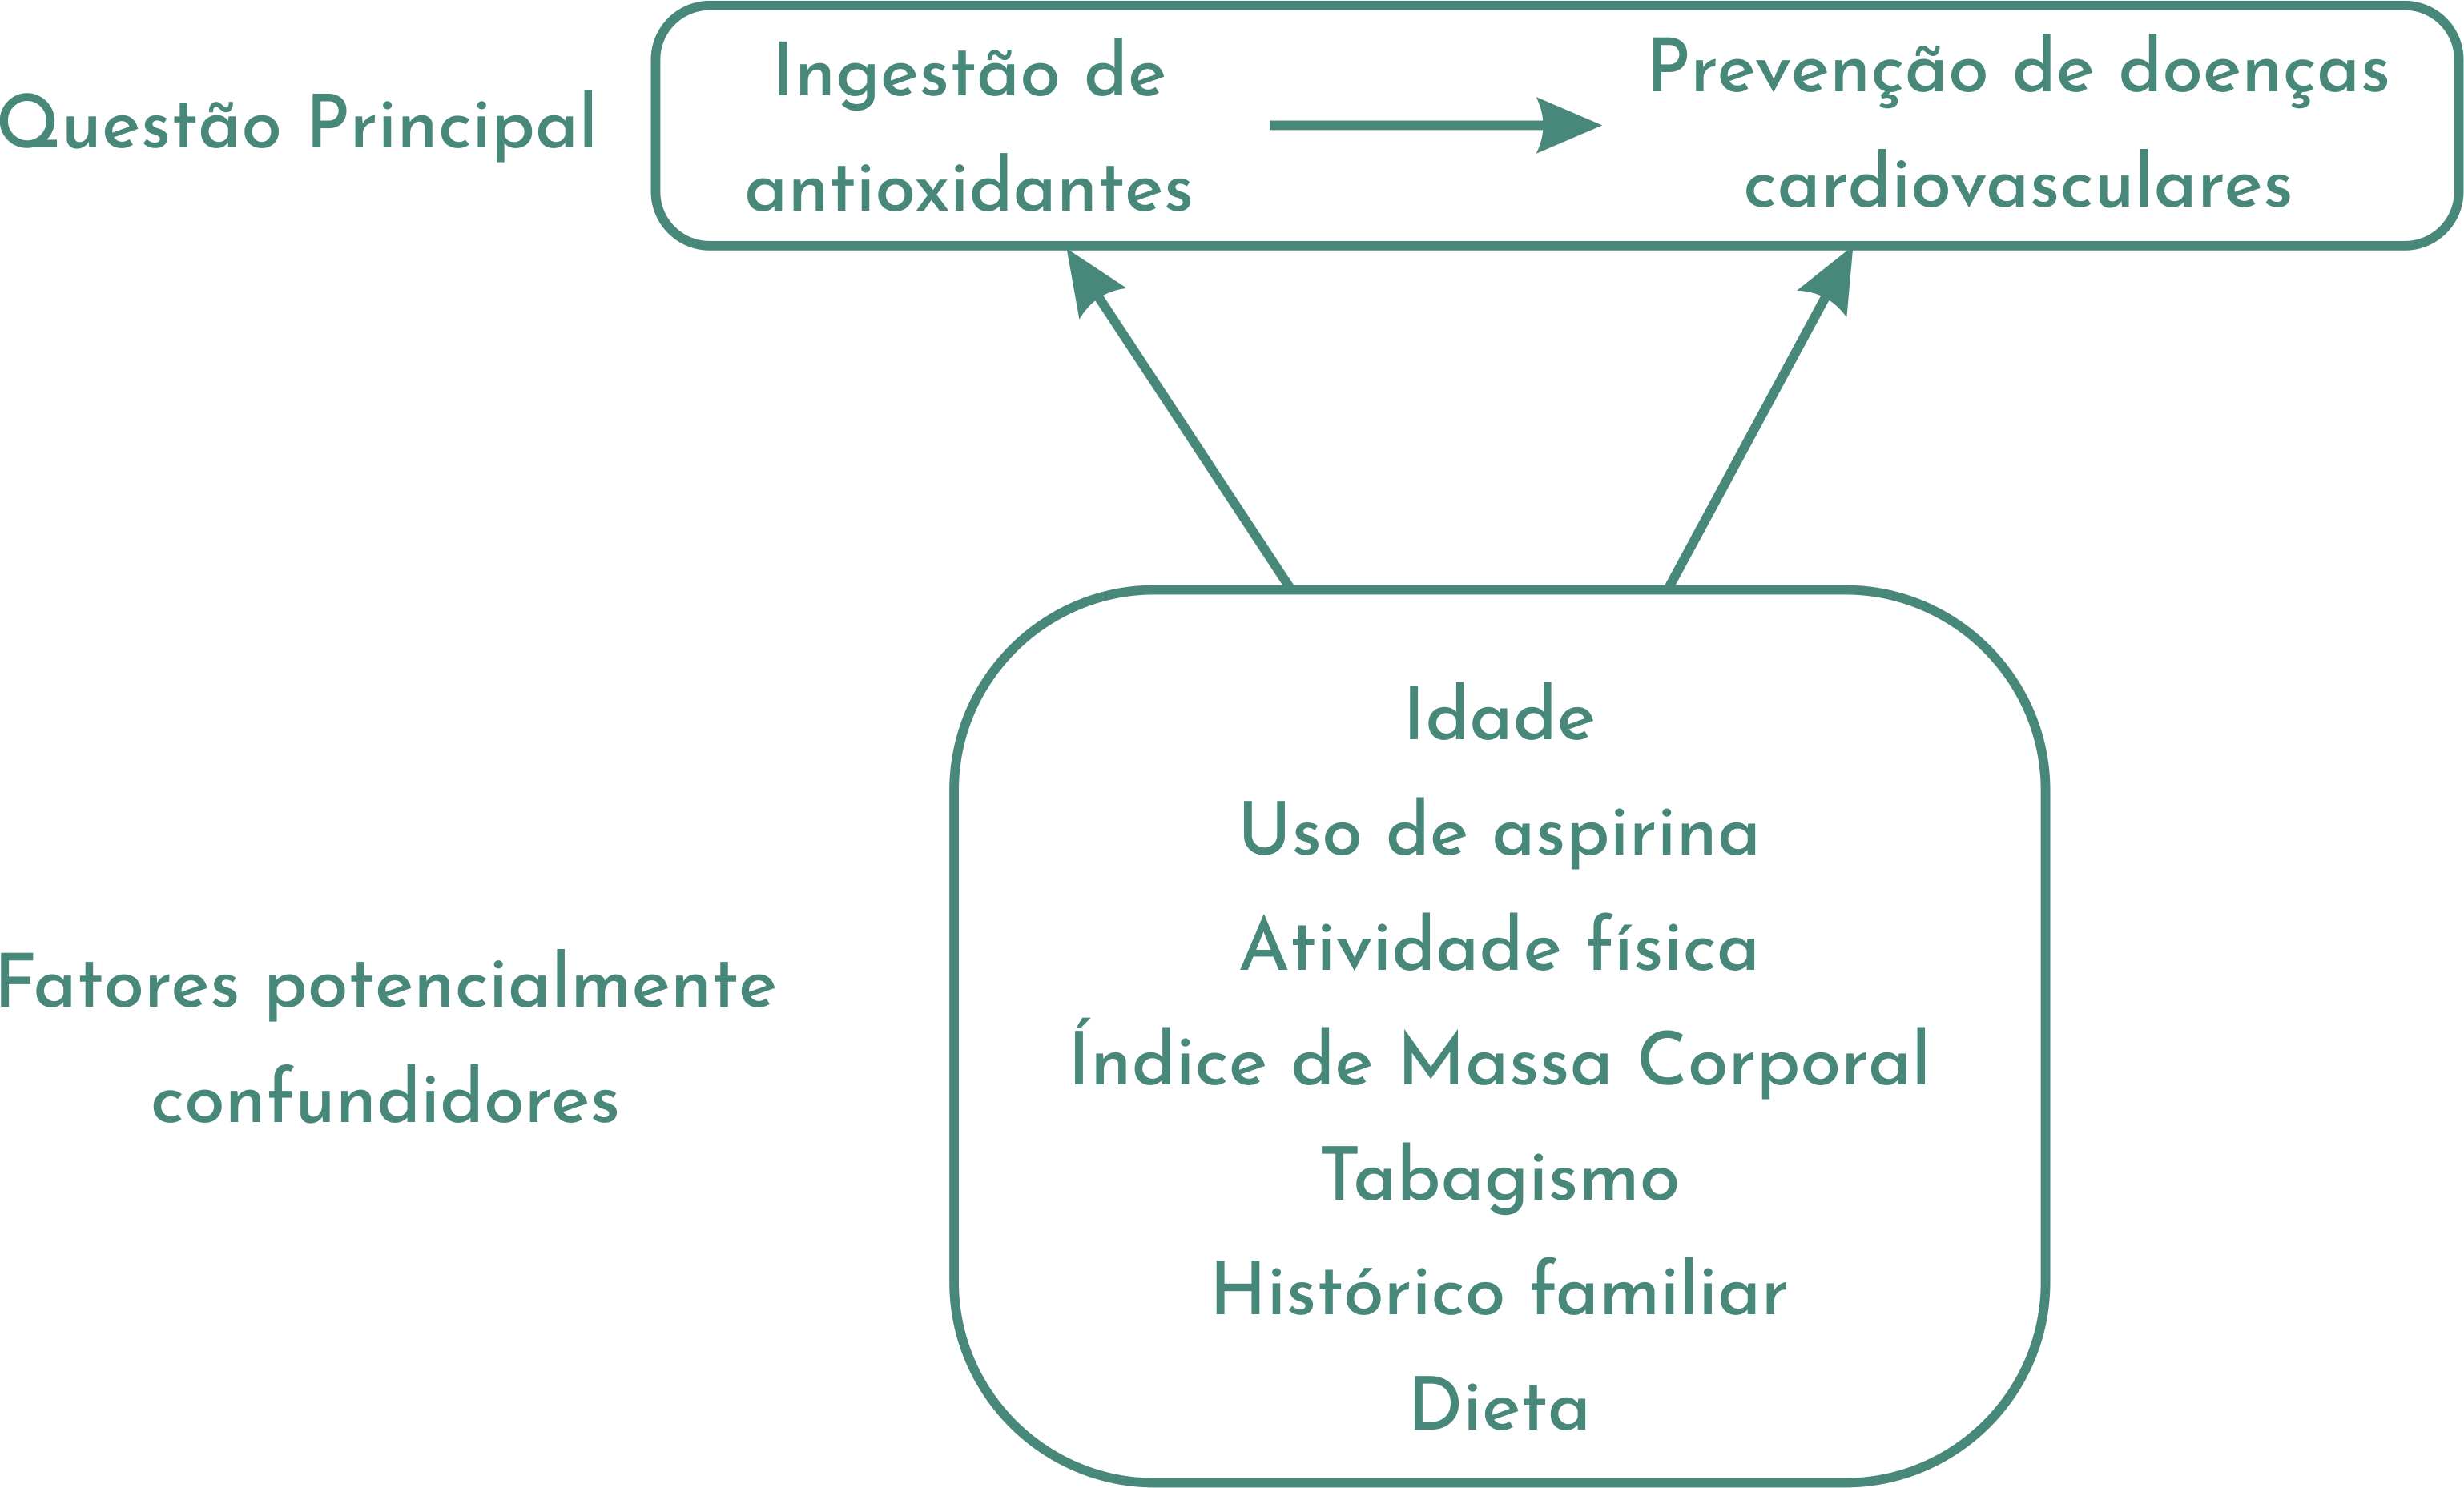 Questão Principal
Ingestão de
antioxidantes
Prevenção de doenças
cardiovasculares
Fatores potencialmente
confundidores
Idade
Uso de aspirina
Atividade física
Índice de Massa Corporal
Tabagismo
Histórico familiar
Dieta